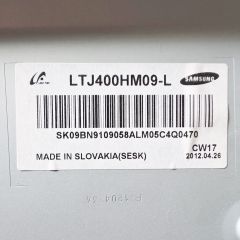 LTJ400HM09-L
SAMSUNG
SK09BN9109058ALM05C4Q0470
MADE IN SLOVAKIA(SESK)
CW17
2012.04.26